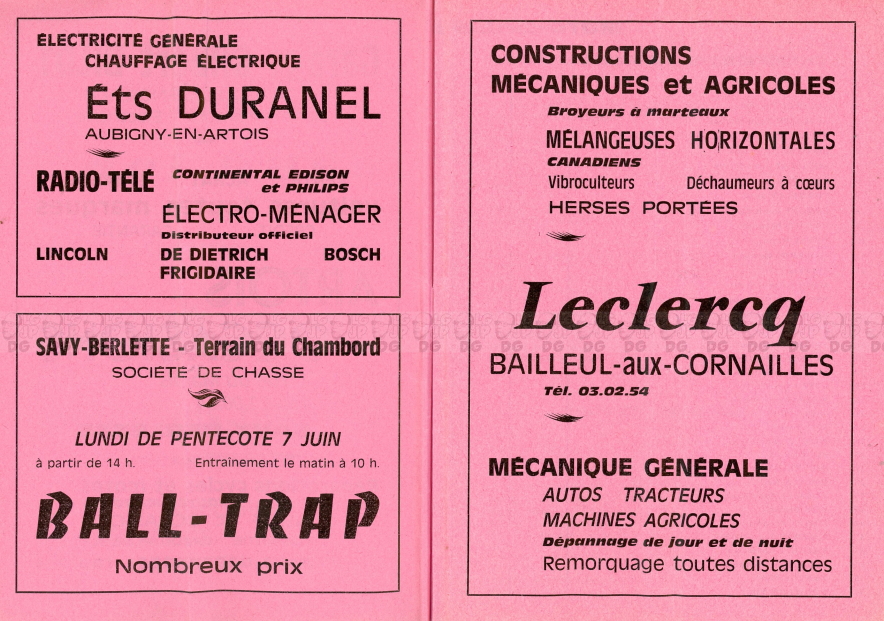 ÉLECTRICITÉ GÉNÉRALE
CHAUFFAGE ÉLECTRIQUE
Éts DURANEL
AUBIGNY-EN-ARTOIS
RADIO-TÉLÉ CONTINENTAL EDISON
et PHILIPS
ÉLECTRO-MÉNAGER
Distributeur officiel
LINCOLN DE DIETRICH BOSCH
FRIGIDAIRE
SAVY-BERLETTE - Terrain du Chambord
SOCIÉTÉ DE CHASSE
LUNDI DE PENTECOTE 7 JUIN
à partir de 14 h. Entraînement le matin à 10 h.
BALL-TRAP
Nombreux prix
CONSTRUCTIONS
MÉCANIQUES et AGRICOLES
Broyeurs à marteaux
MÉLANGEUSES HORIZONTALES
CANADIENS
Vibroculteurs Déchaumeurs à cœurs
HERSES PORTÉES
Leclercq
BAILLEUL-aux-CORNAILLES
Tél. 03.02.54
MÉCANIQUE GÉNÉRALE
AUTOS TRACTEURS
MACHINES AGRICOLES
Dépannage de jour et de nuit
Remorquage toutes distances